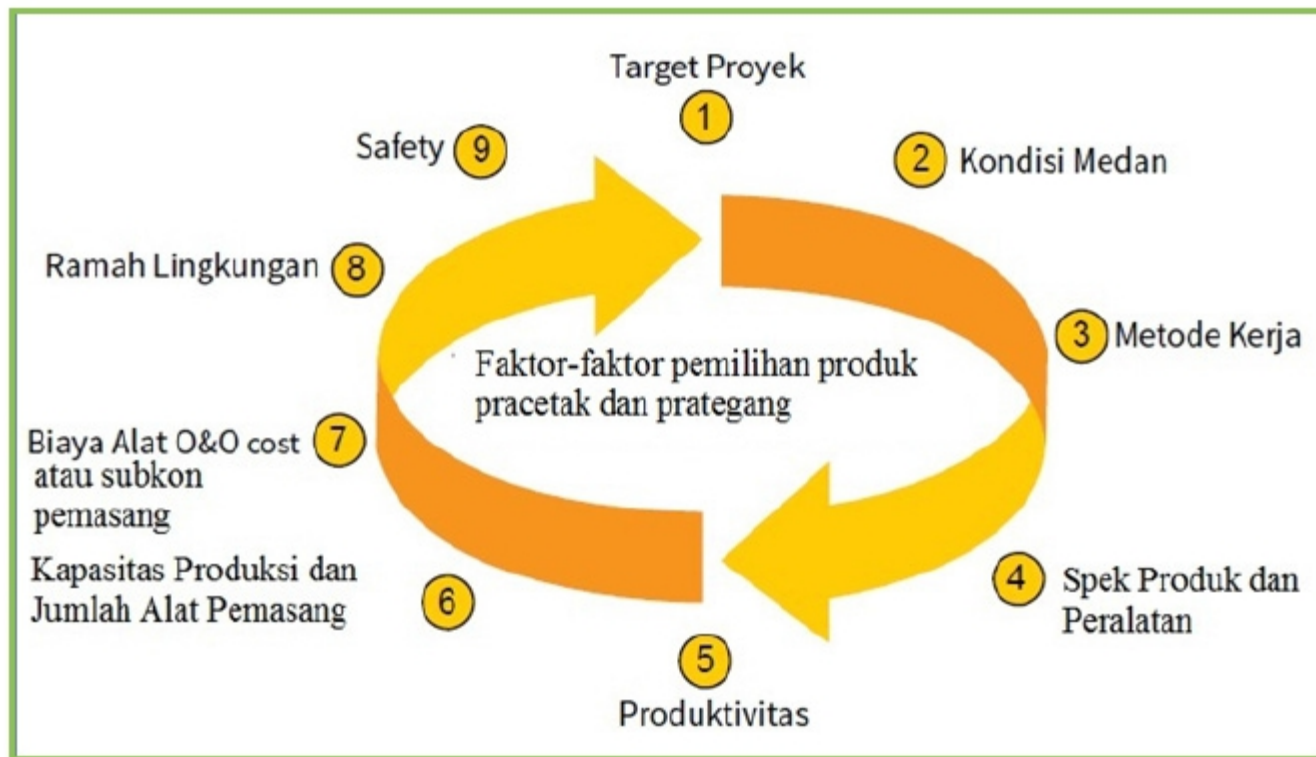 Target Proyek
1
2 Kondisi Medan
3 Metode Kerja
4 Spek Produk dan
Peralatan
5
Produktivitas
Kapasitas Produksi dan
Jumlah Alat Pemasang
6
Biaya Alat O&O cost
atau subkon
pemasang
7
Ramah Lingkungan 8
Safety 9
Faktor-faktor pemilihan produk
pracetak dan prategang